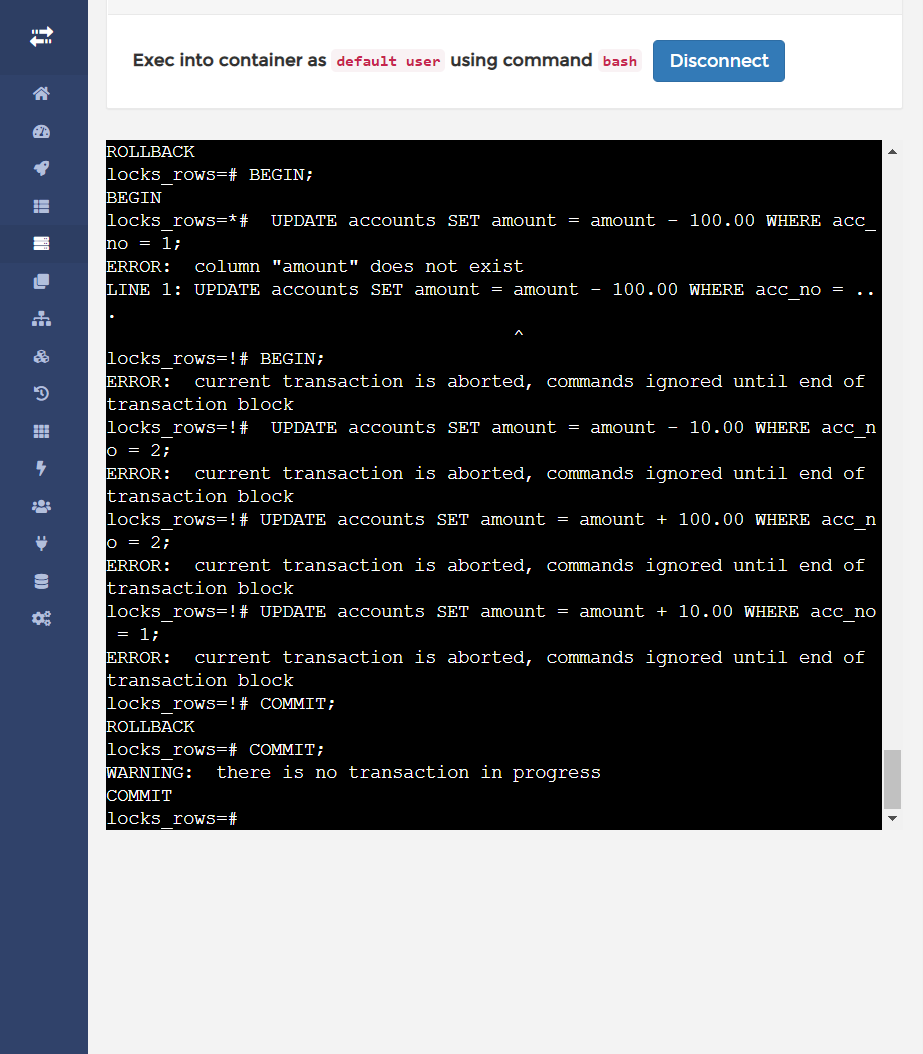 Exec into container as default user using command bash Disconnect
ROLLBACK
locks_rows=# BEGIN;
BEGIN
locks_rows=*#  UPDATE accounts SET amount = amount - 100.00 WHERE acc_
no = 1;
ERROR:  column "amount" does not exist
LINE 1: UPDATE accounts SET amount = amount - 100.00 WHERE acc_no = ..
.
^
locks_rows=!# BEGIN;
ERROR:  current transaction is aborted, commands ignored until end of
transaction block
locks_rows=!#  UPDATE accounts SET amount = amount - 10.00 WHERE acc_n
o = 2;
ERROR:  current transaction is aborted, commands ignored until end of
transaction block
locks_rows=!# UPDATE accounts SET amount = amount + 100.00 WHERE acc_n
o = 2;
ERROR:  current transaction is aborted, commands ignored until end of
transaction block
locks_rows=!# UPDATE accounts SET amount = amount + 10.00 WHERE acc_no
 = 1;
ERROR:  current transaction is aborted, commands ignored until end of
transaction block
locks_rows=!# COMMIT;
ROLLBACK
locks_rows=# COMMIT;
WARNING:  there is no transaction in progress
COMMIT
locks_rows=#